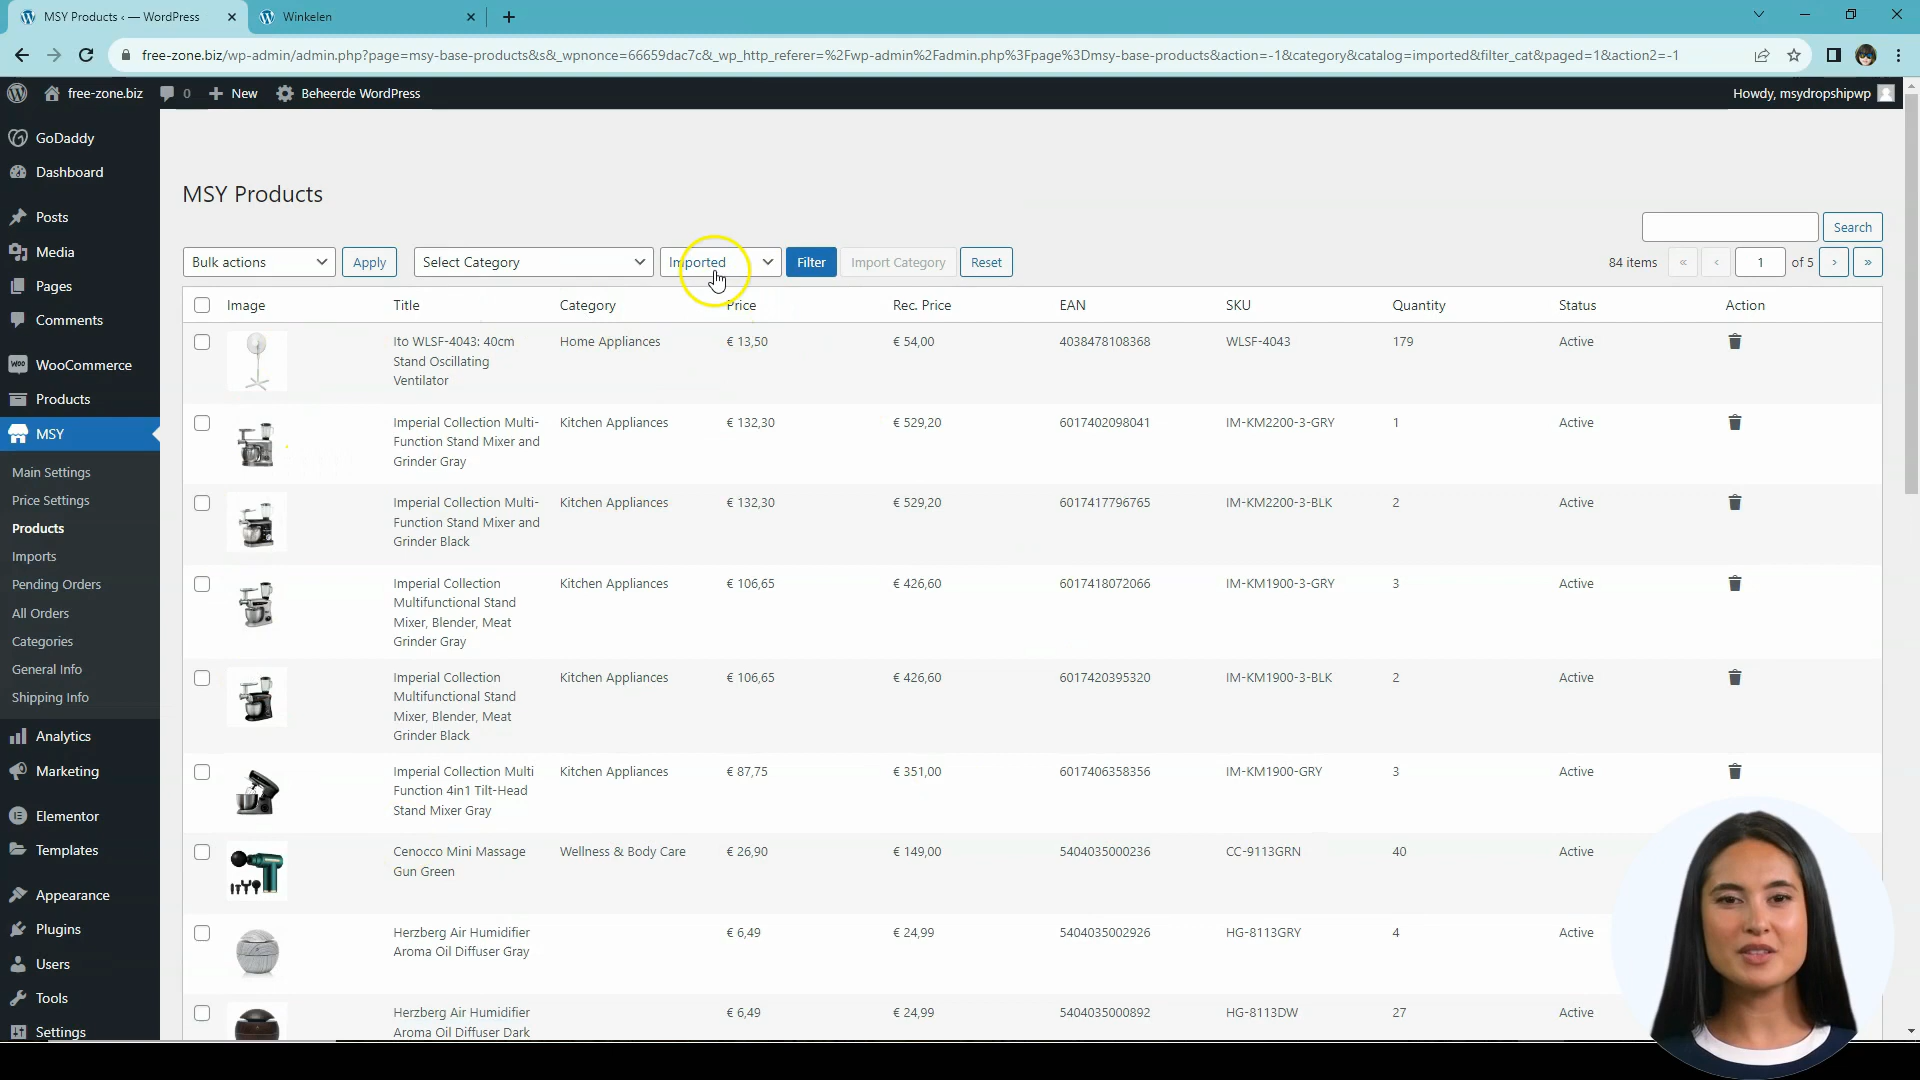 MSY Products ‹ — WordPress
Winkelen
free-zone.biz/wp-admin/admin.php?page=msy-base-products&s&_wpnonce=66659dac7c&_wp_http_referer=%2Fwp-admin%2Fadmin.php%3Fpage%3Dmsy-base-products&action=-1&category&catalog=imported&filter_cat&paged=1&action2=-1
free-zone.biz 0 New Beheerde WordPress Howdy, msydropshipwp
GoDaddy
Dashboard
Posts
Media
Pages
Comments
WooCommerce
Products
MSY
Main Settings
Price Settings
Products
Imports
Pending Orders
All Orders
Categories
General Info
Shipping Info
Analytics
Marketing
Elementor
Templates
Appearance
Plugins
Users
Tools
Settings
MSY Products
Search
Bulk actions Apply Select Category Imported Filter Import Category Reset 84 items « ‹ 1 of 5 › »
Image Title Category Price Rec. Price EAN SKU Quantity Status Action
Ito WLSF-4043: 40cm Home Appliances € 13,50 € 54,00 4038478108368 WLSF-4043 179 Active
Stand Oscillating
Ventilator
Imperial Collection Multi- Kitchen Appliances € 132,30 € 529,20 6017402098041 IM-KM2200-3-GRY 1 Active
Function Stand Mixer and
Grinder Gray
Imperial Collection Multi- Kitchen Appliances € 132,30 € 529,20 6017417796765 IM-KM2200-3-BLK 2 Active
Function Stand Mixer and
Grinder Black
Imperial Collection Kitchen Appliances € 106,65 € 426,60 6017418072066 IM-KM1900-3-GRY 3 Active
Multifunctional Stand
Mixer, Blender, Meat
Grinder Gray
Imperial Collection Kitchen Appliances € 106,65 € 426,60 6017420395320 IM-KM1900-3-BLK 2 Active
Multifunctional Stand
Mixer, Blender, Meat
Grinder Black
Imperial Collection Multi Kitchen Appliances € 87,75 € 351,00 6017406358356 IM-KM1900-GRY 3 Active
Function 4in1 Tilt-Head
Stand Mixer Gray
Cenocco Mini Massage Wellness & Body Care € 26,90 € 149,00 5404035000236 CC-9113GRN 40 Active
Gun Green
Herzberg Air Humidifier € 6,49 € 24,99 5404035002926 HG-8113GRY 4 Active
Aroma Oil Diffuser Gray
Herzberg Air Humidifier € 6,49 € 24,99 5404035000892 HG-8113DW 27 Active
Aroma Oil Diffuser Dark